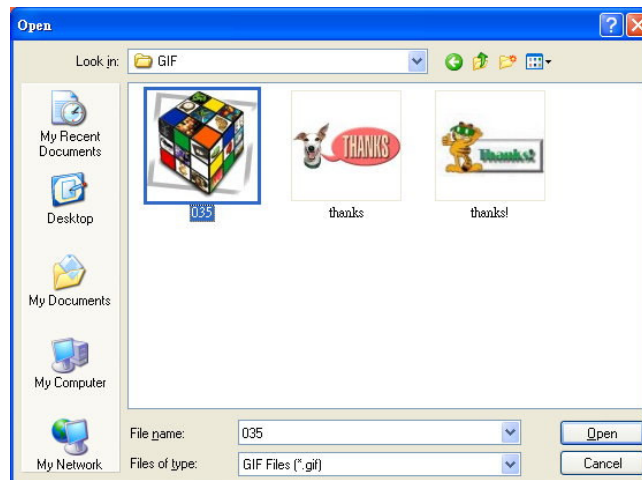 Open
Look in: GIF
My Recent
Documents
Desktop
My Documents
My Computer
My Network
THANKS
Thanks!
035 thanks thanks!
File name: 035 Open
Files of type: GIF Files (*.gif) Cancel